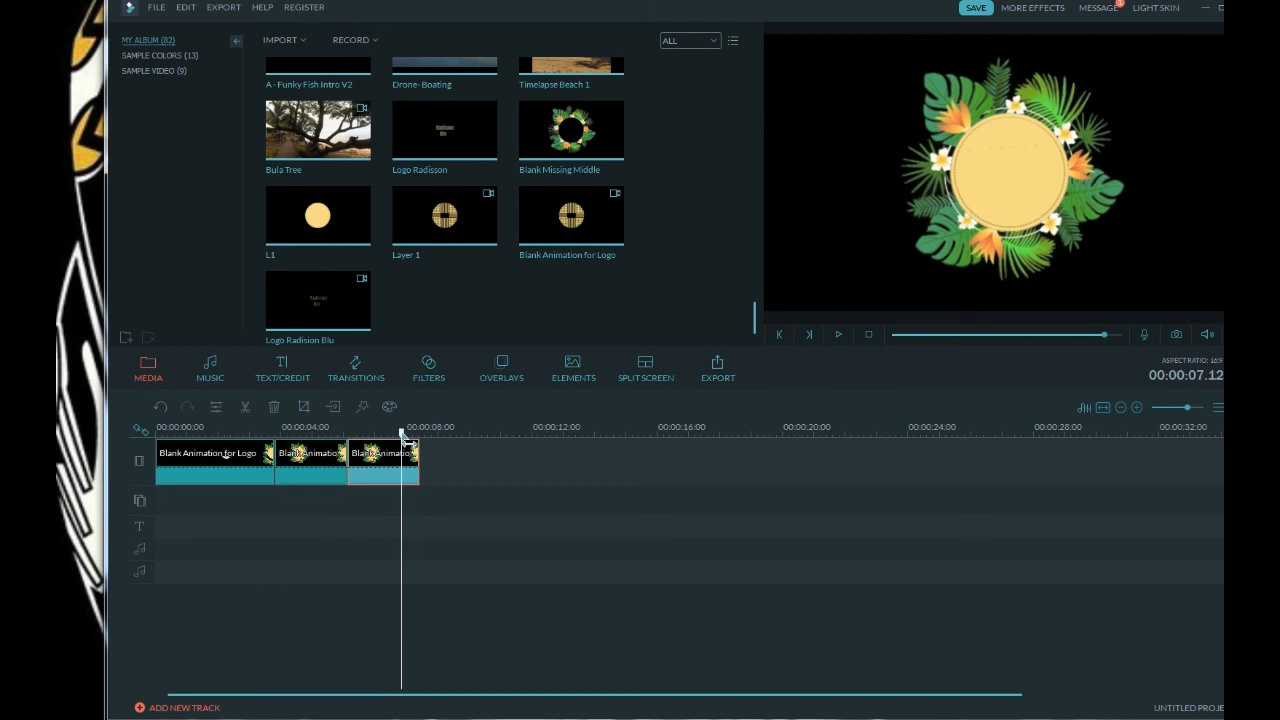 FILE EDIT EXPORT HELP REGISTER SAVE MORE EFFECTS MESSAGE 1 LIGHT SKIN
MY ALBUM (82)
SAMPLE COLORS (13)
SAMPLE VIDEO (9)
IMPORT RECORD ALL
A - Funky Fish Intro V2 Drone- Boating Timelapse Beach 1
Bula Tree Logo Radisson Blank Missing Middle
L1 Layer 1 Blank Animation for Logo
Logo Radision Blu
MEDIA MUSIC TEXT/CREDIT TRANSITIONS FILTERS OVERLAYS ELEMENTS SPLIT SCREEN EXPORT
ASPECT RATIO: 16:9
00:00:07.12
00:00:00:00 00:00:04:00 00:00:08:00 00:00:12:00 00:00:16:00 00:00:20:00 00:00:24:00 00:00:28:00 00:00:32:00
Blank Animation for Logo Blank Animatio Blank Animatio
T
ADD NEW TRACK UNTITLED PROJE